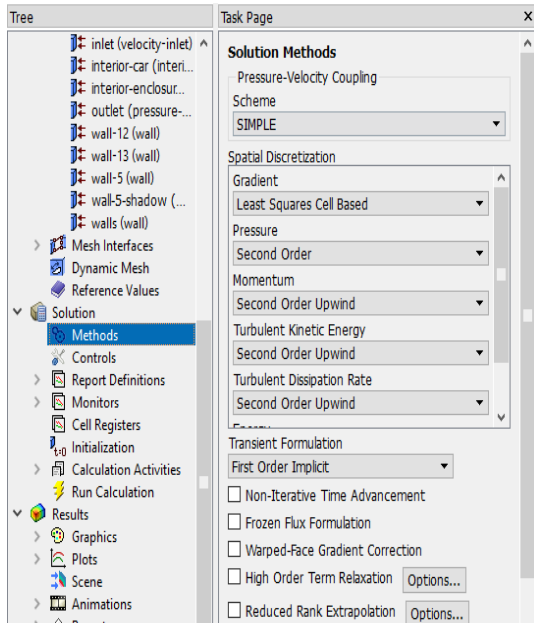 Tree
inlet (velocity-inlet)
interior-car (interi...
interior-enclosur...
outlet (pressure-...
wall-12 (wall)
wall-13 (wall)
wall-5 (wall)
wall-5-shadow (...
walls (wall)
Mesh Interfaces
Dynamic Mesh
Reference Values
Solution
Methods
Controls
Report Definitions
Monitors
Cell Registers
t=0 Initialization
Calculation Activities
Run Calculation
Results
Graphics
Plots
Scene
Animations
Task Page X
Solution Methods
Pressure-Velocity Coupling
Scheme
SIMPLE
Spatial Discretization
Gradient
Least Squares Cell Based
Pressure
Second Order
Momentum
Second Order Upwind
Turbulent Kinetic Energy
Second Order Upwind
Turbulent Dissipation Rate
Second Order Upwind
Transient Formulation
First Order Implicit
Non-Iterative Time Advancement
Frozen Flux Formulation
Warped-Face Gradient Correction
High Order Term Relaxation Options...
Reduced Rank Extrapolation Options...